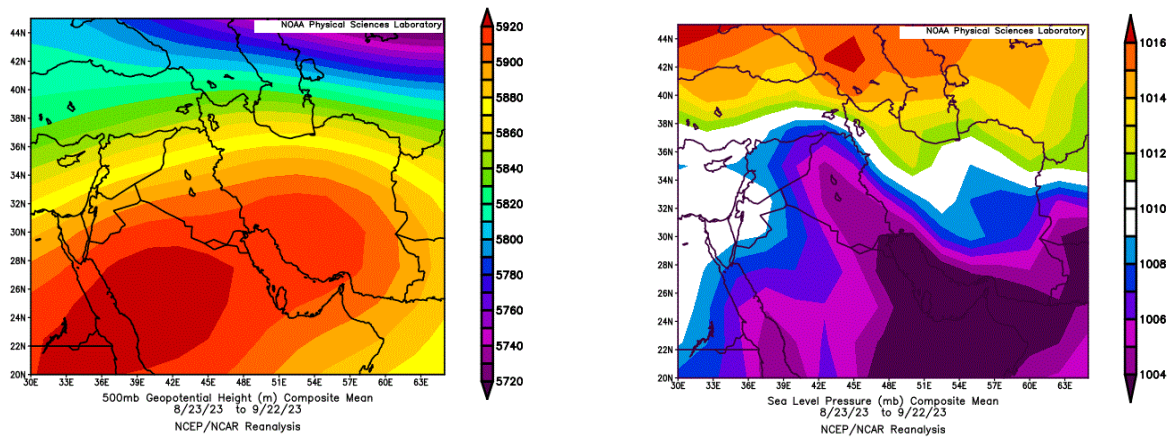 NOAA Physical Sciences Laboratory
44N
42N
40N
38N
36N
34N
32N
30N
28N
26N
24N
22N
20N
30E 33E 36E 39E 42E 45E 48E 51E 54E 57E 60E 63E
5920
5900
5880
5860
5840
5820
5800
5780
5760
5740
5720
500mb Geopotential Height (m) Composite Mean
8/23/23 to 9/22/23
NCEP/NCAR Reanalysis
NOAA Physical Sciences Laboratory
44N
42N
40N
38N
36N
34N
32N
30N
28N
26N
24N
22N
20N
30E 33E 36E 39E 42E 45E 48E 51E 54E 57E 60E 63E
1016
1014
1013
1011
1010
1008
1006
1005
1004
Sea Level Pressure (mb) Composite Mean
8/23/23 to 9/22/23
NCEP/NCAR Reanalysis